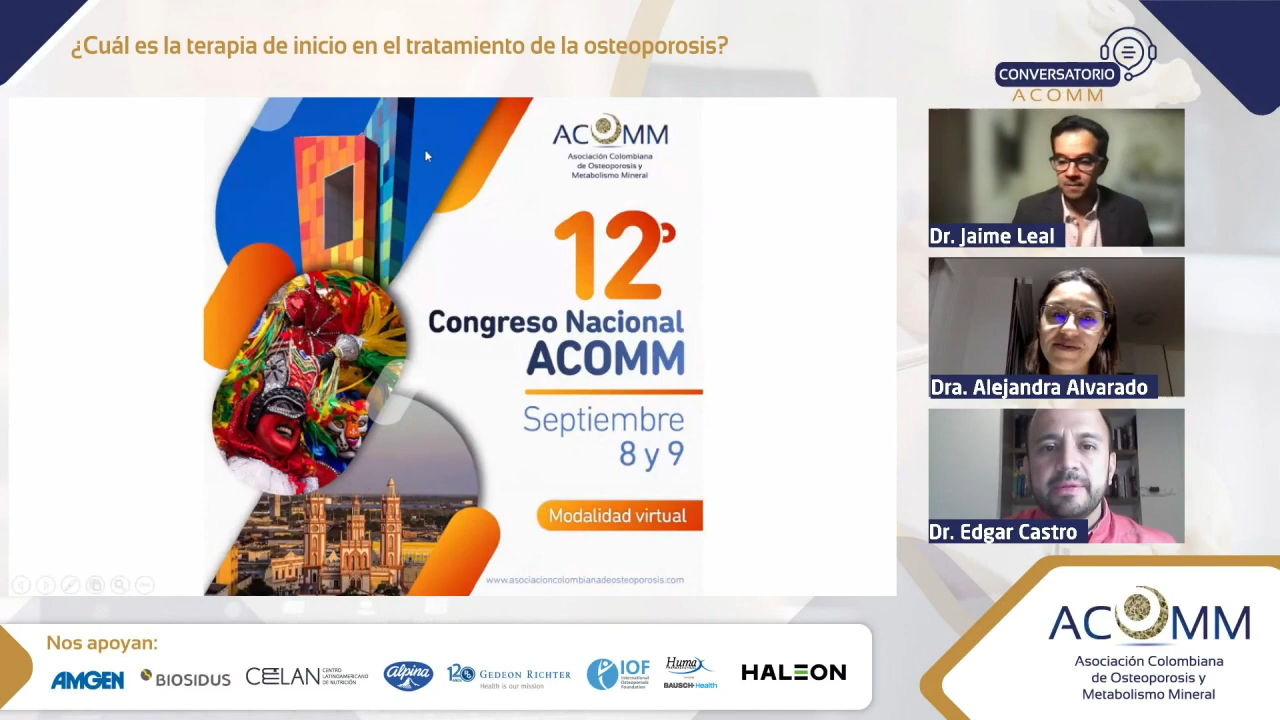 ¿Cuál es la terapia de inicio en el tratamiento de la osteoporosis?
CONVERSATORIO
ACOMM
ACOMM
Asociación Colombiana
de Osteoporosis y
Metabolismo Mineral
12º
Congreso Nacional
ACOMM
Septiembre
8 y 9
Modalidad virtual
www.asociacioncolombianadeosteoporosis.com
Dr. Jaime Leal
Dra. Alejandra Alvarado
Dr. Edgar Castro
Nos apoyan:
AMGEN
BIOSIDUS
CELAN CENTRO
LATINOAMERICANO
DE NUTRICIÓN
Alpina
120 GEDEON RICHTER
Health is our mission
IOF
International
Osteoporosis
Foundation
Humax
BAUSCH+Health
HALEON
ACOMM
Asociación Colombiana
de Osteoporosis y
Metabolismo Mineral